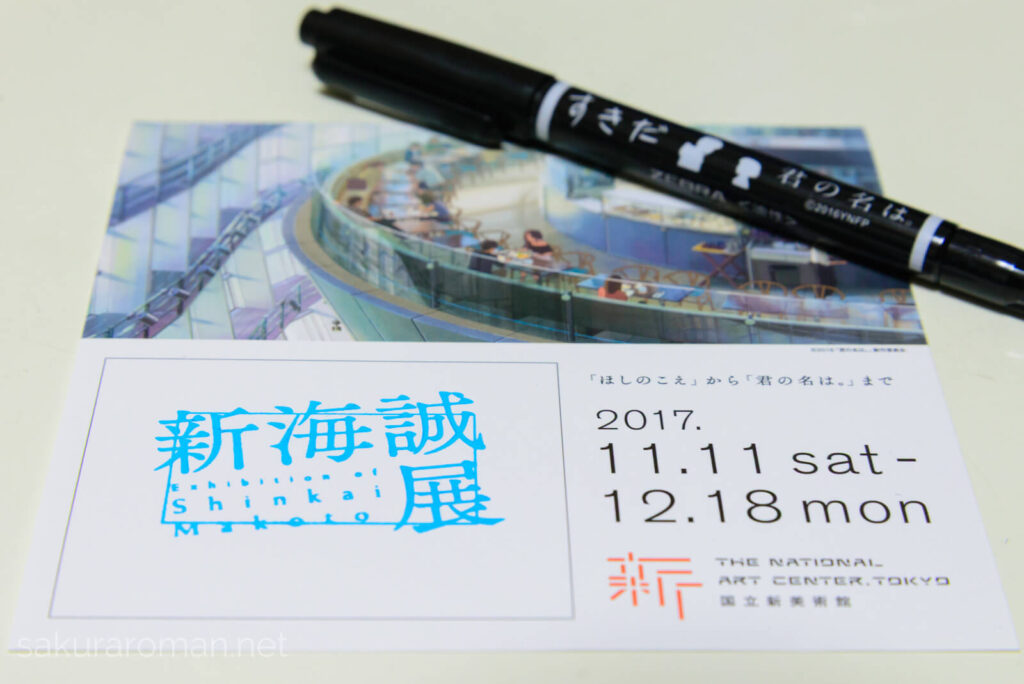 すきだ
君の名は。
ZEBRA
©2016YNFP
「ほしのこえ」から「君の名は。」まで
2017.
11.11 sat-
12.18 mon
新海誠
展
Exhibition of
Shinkai
Makoto
新
THE NATIONAL
ART CENTER, TOKYO
国立新美術館
sakuraroman.net